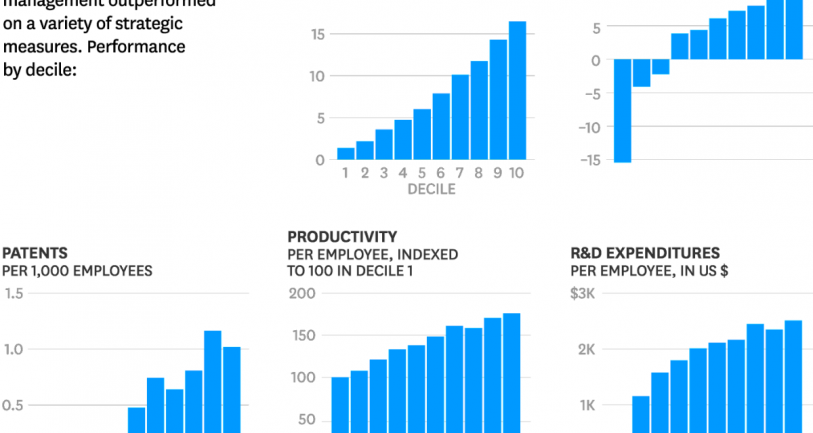 management outperformed
on a variety of strategic
measures. Performance
by decile:
15
10
5
0
1 2 3 4 5 6 7 8 9 10
DECILE
5
0
−5
−10
−15
PATENTS
PER 1,000 EMPLOYEES
1.5
1.0
0.5
PRODUCTIVITY
PER EMPLOYEE, INDEXED
TO 100 IN DECILE 1
200
150
100
50
R&D EXPENDITURES
PER EMPLOYEE, IN US $
$3K
2K
1K